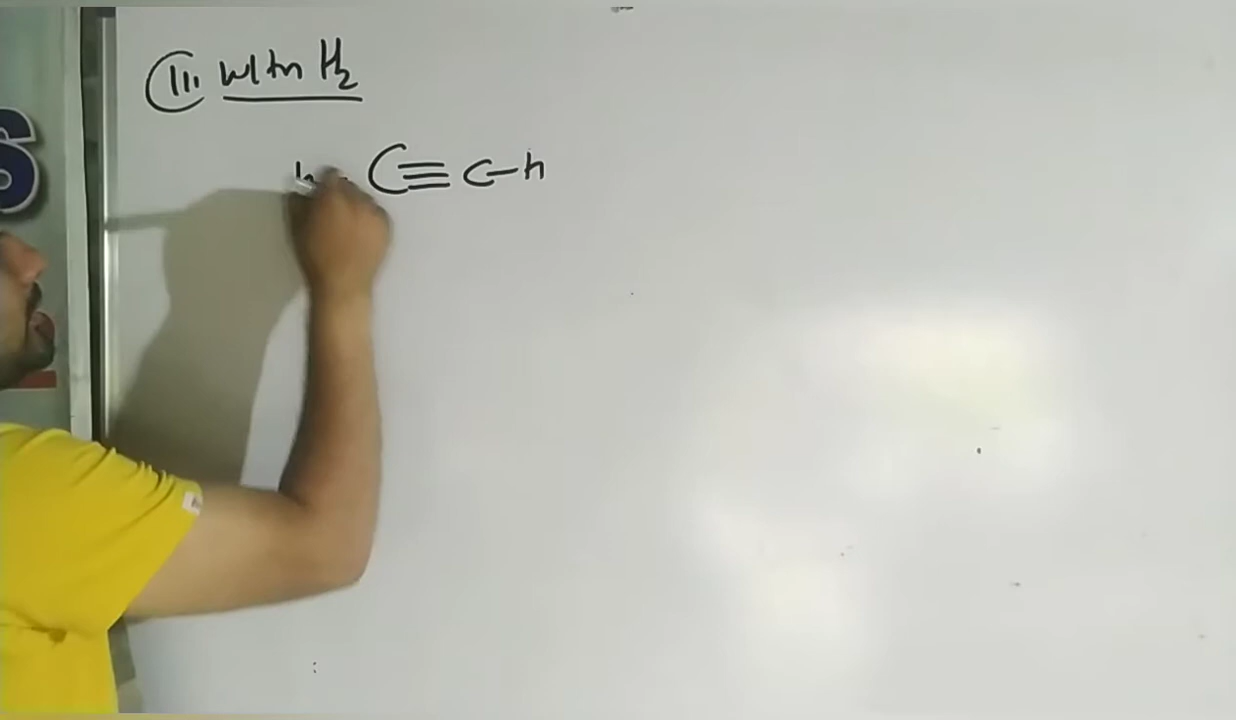 (III with H₂
h - C≡C-h
S